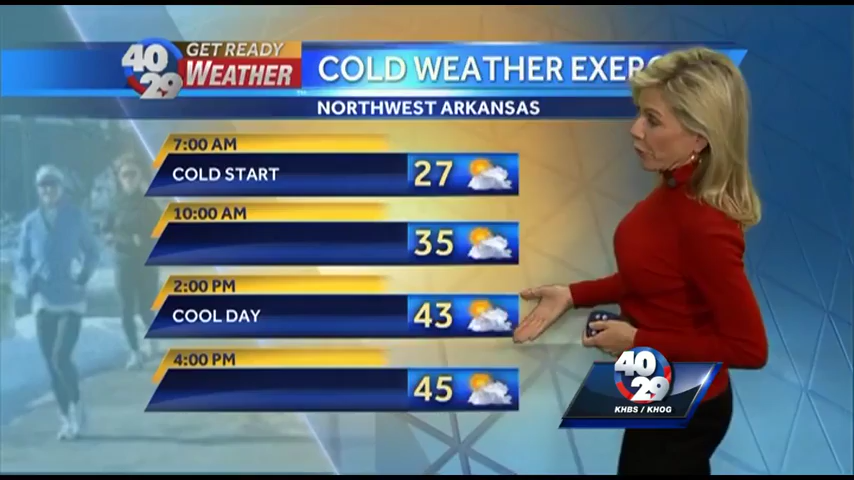 40
29
GET READY
WEATHER
COLD WEATHER
NORTHWEST ARKANSAS
7:00 AM
COLD START
27
10:00 AM
35
2:00 PM
COOL DAY
43
4:00 PM
45
40
29
KHBS / KHOG